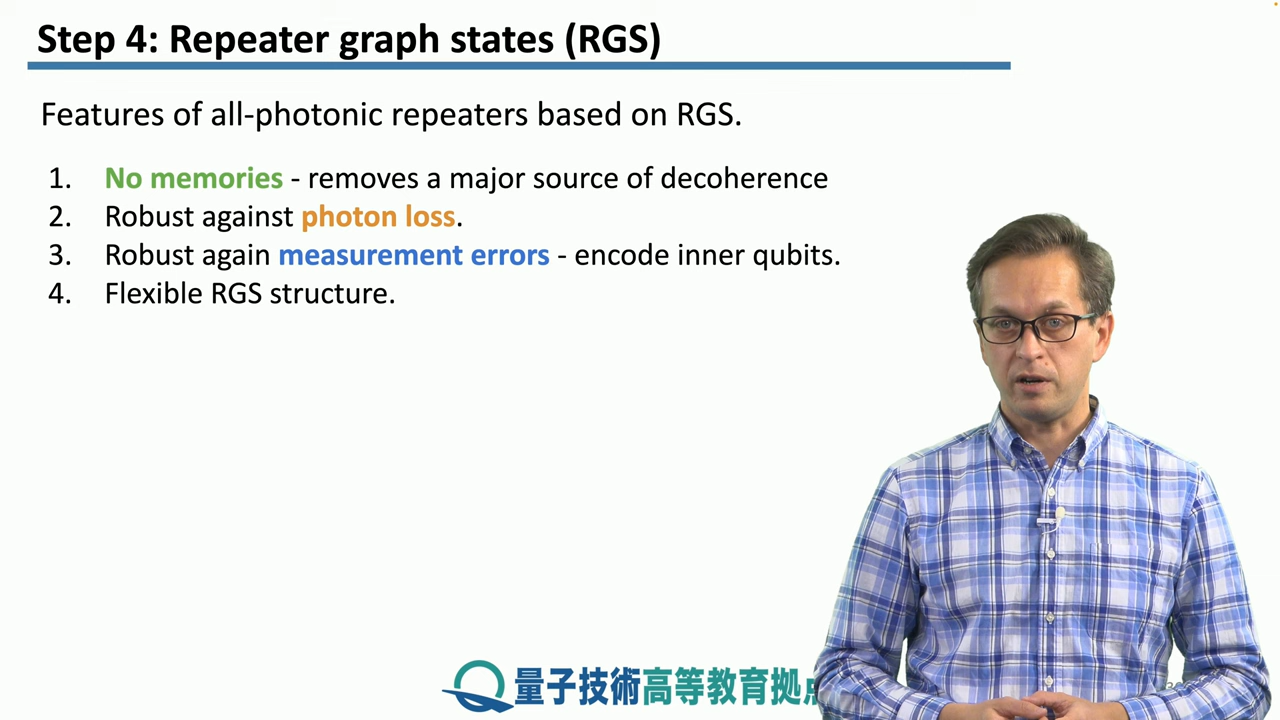 Step 4: Repeater graph states (RGS)
Features of all-photonic repeaters based on RGS.
1. No memories - removes a major source of decoherence
2. Robust against photon loss.
3. Robust again measurement errors - encode inner qubits.
4. Flexible RGS structure.
量子技術高等教育拠